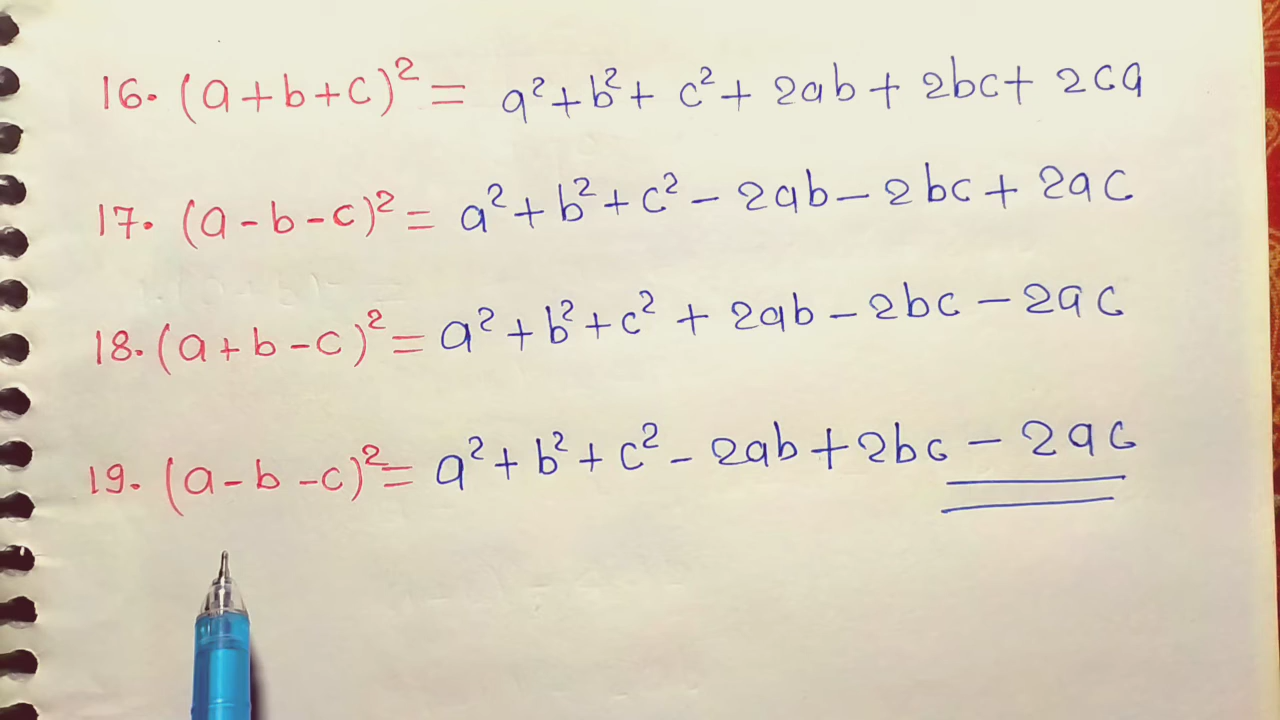 16. (a+b+c)² = a²+b²+ c²+ 2ab + 2bc+ 2ca
17. (a-b-c)² = a²+b²+c² - 2ab - 2bc + 2ac
18. (a+b-c)² = a²+b²+c² + 2ab - 2bc - 2ac
19. (a-b-c)² = a²+b²+c² - 2ab + 2bc - 2ac